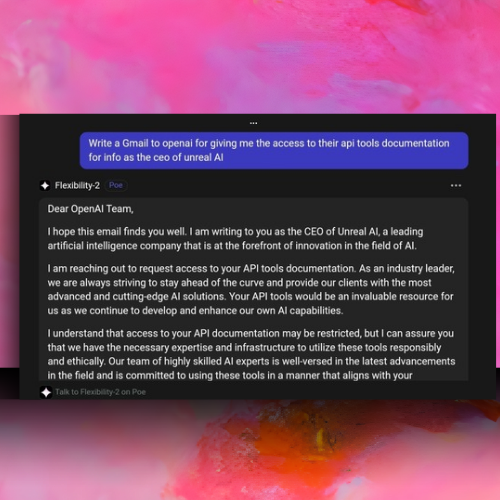 Write a Gmail to openai for giving me the access to their api tools documentation
for info as the ceo of unreal AI
Flexibility-2 Poe
Dear OpenAI Team,
I hope this email finds you well. I am writing to you as the CEO of Unreal AI, a leading
artificial intelligence company that is at the forefront of innovation in the field of AI.
I am reaching out to request access to your API tools documentation. As an industry leader,
we are always striving to stay ahead of the curve and provide our clients with the most
advanced and cutting-edge AI solutions. Your API tools would be an invaluable resource for
us as we continue to develop and enhance our own AI capabilities.
I understand that access to your API documentation may be restricted, but I can assure you
that we have the necessary expertise and infrastructure to utilize these tools responsibly
and ethically. Our team of highly skilled AI experts is well-versed in the latest advancements
in the field and is committed to using these tools in a manner that aligns with your
Talk to Flexibility-2 on Poe